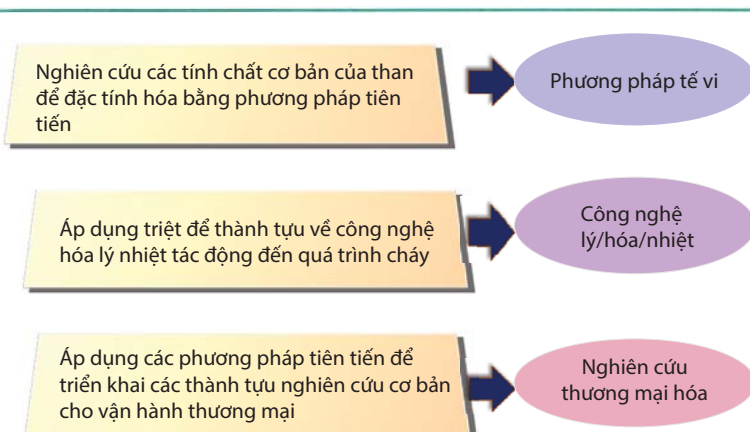 Nghiên cứu các tính chất cơ bản của than
để đặc tính hóa bằng phương pháp tiên
tiến
Phương pháp tế vi
Áp dụng triệt để thành tựu về công nghệ
hóa lý nhiệt tác động đến quá trình cháy
Công nghệ
lý/hóa/nhiệt
Áp dụng các phương pháp tiên tiến để
triển khai các thành tựu nghiên cứu cơ bản
cho vận hành thương mại
Nghiên cứu
thương mại hóa